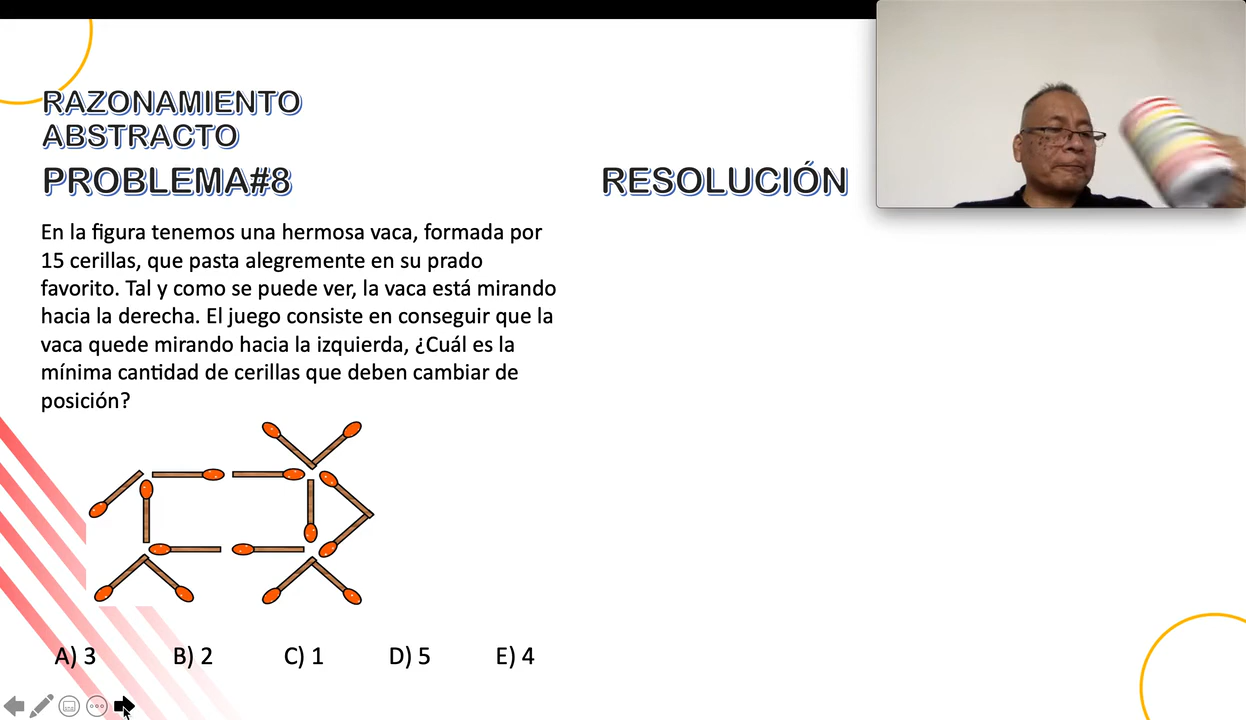 RAZONAMIENTO
ABSTRACTO
PROBLEMA#8
RESOLUCIÓN
En la figura tenemos una hermosa vaca, formada por
15 cerillas, que pasta alegremente en su prado
favorito. Tal y como se puede ver, la vaca está mirando
hacia la derecha. El juego consiste en conseguir que la
vaca quede mirando hacia la izquierda, ¿Cuál es la
mínima cantidad de cerillas que deben cambiar de
posición?
A) 3 B) 2 C) 1 D) 5 E) 4